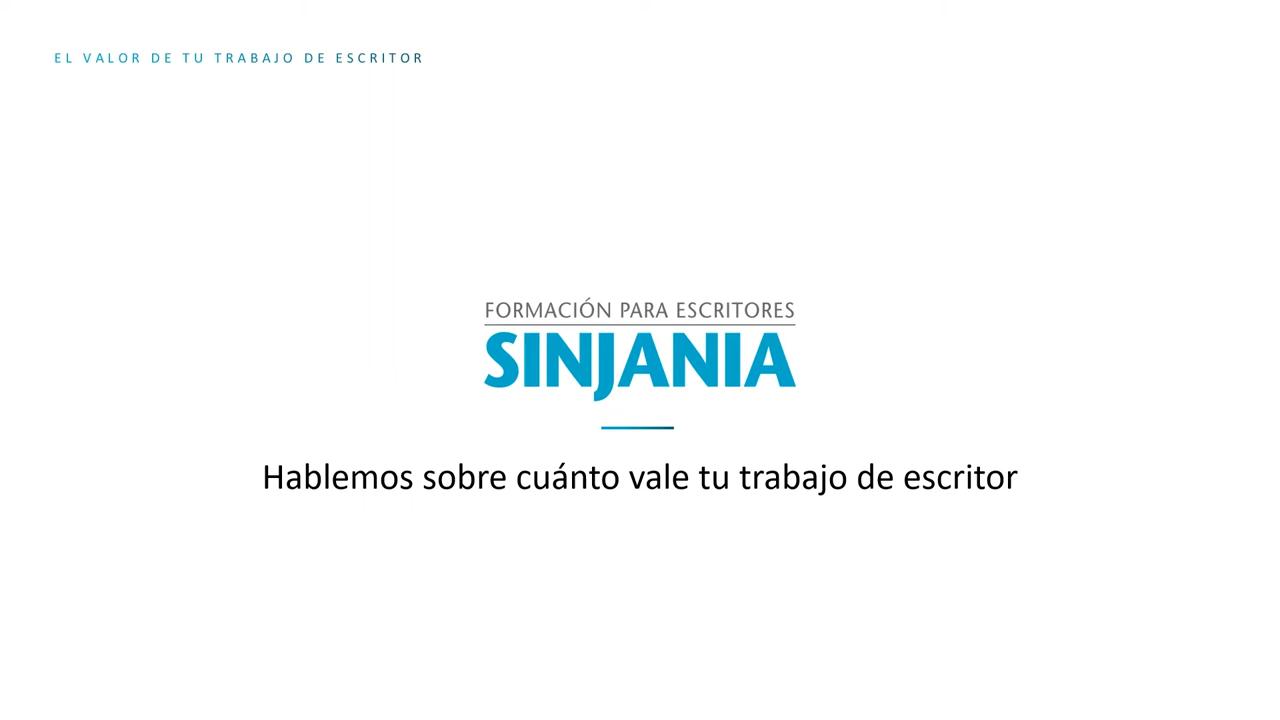 EL VALOR DE TU TRABAJO DE ESCRITOR
FORMACIÓN PARA ESCRITORES
SINJANIA
Hablemos sobre cuánto vale tu trabajo de escritor